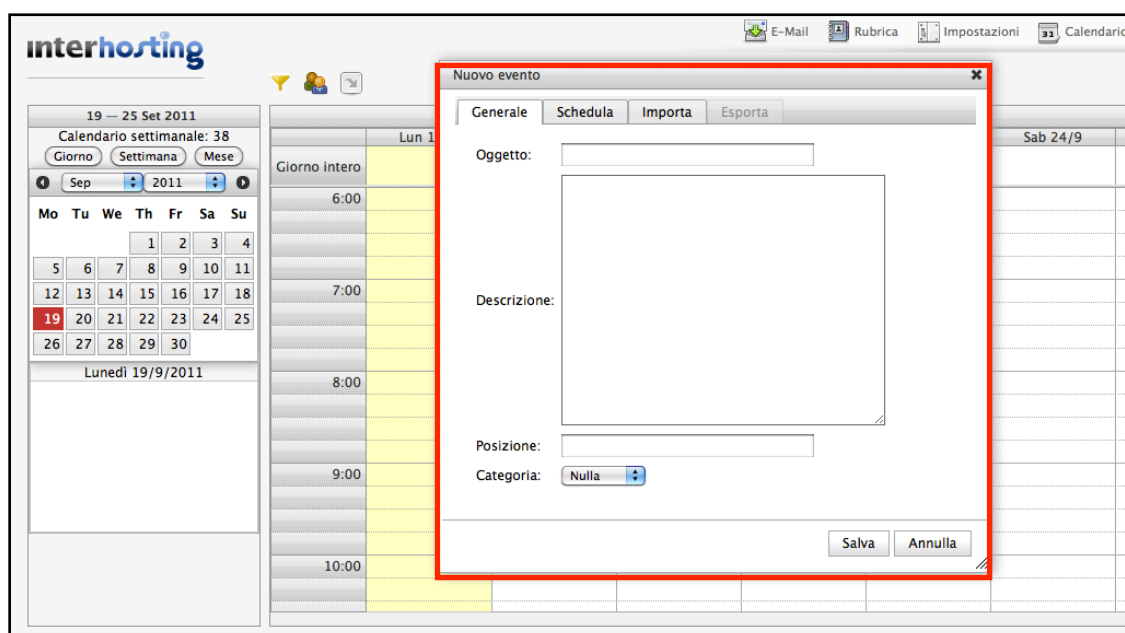 interhosting
E-Mail
Rubrica
Impostazioni
31
Calendario
19 — 25 Set 2011
Calendario settimanale: 38
Giorno
Settimana
Mese
Sep
2011
Mo Tu We Th Fr Sa Su
1 2 3 4
5 6 7 8 9 10 11
12 13 14 15 16 17 18
19 20 21 22 23 24 25
26 27 28 29 30
Lunedì 19/9/2011
Lun 1
Sab 24/9
Giorno intero
6:00
7:00
8:00
9:00
10:00
Nuovo evento
Generale
Schedula
Importa
Esporta
Oggetto:
Descrizione:
Posizione:
Categoria:
Nulla
Salva
Annulla